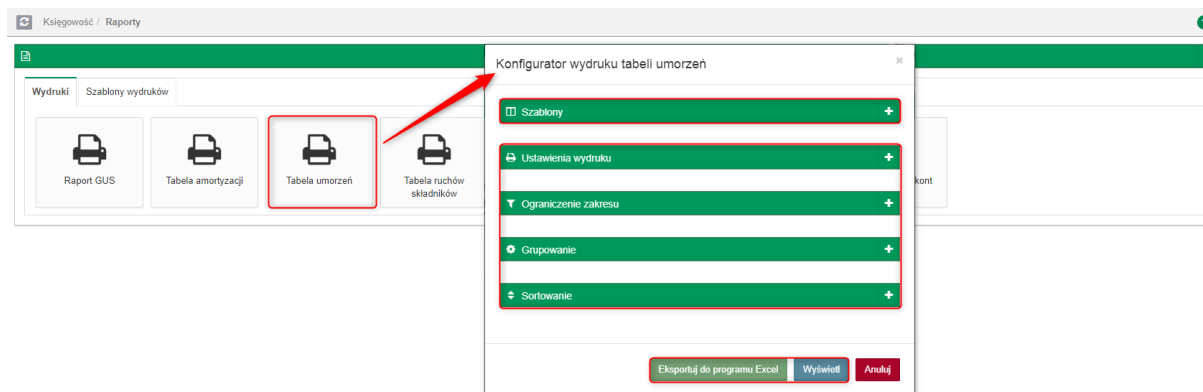 Księgowość / Raporty
Konfigurator wydruku tabeli umorzeń
×
Wydruki Szablony wydruków
Szablony
Ustawienia wydruku
Raport GUS
Tabela amortyzacji
Tabela umorzeń
Tabela ruchów
składników
kont
Ograniczenie zakresu
Grupowanie
Sortowanie
Eksportuj do programu Excel Wyświetl Anuluj